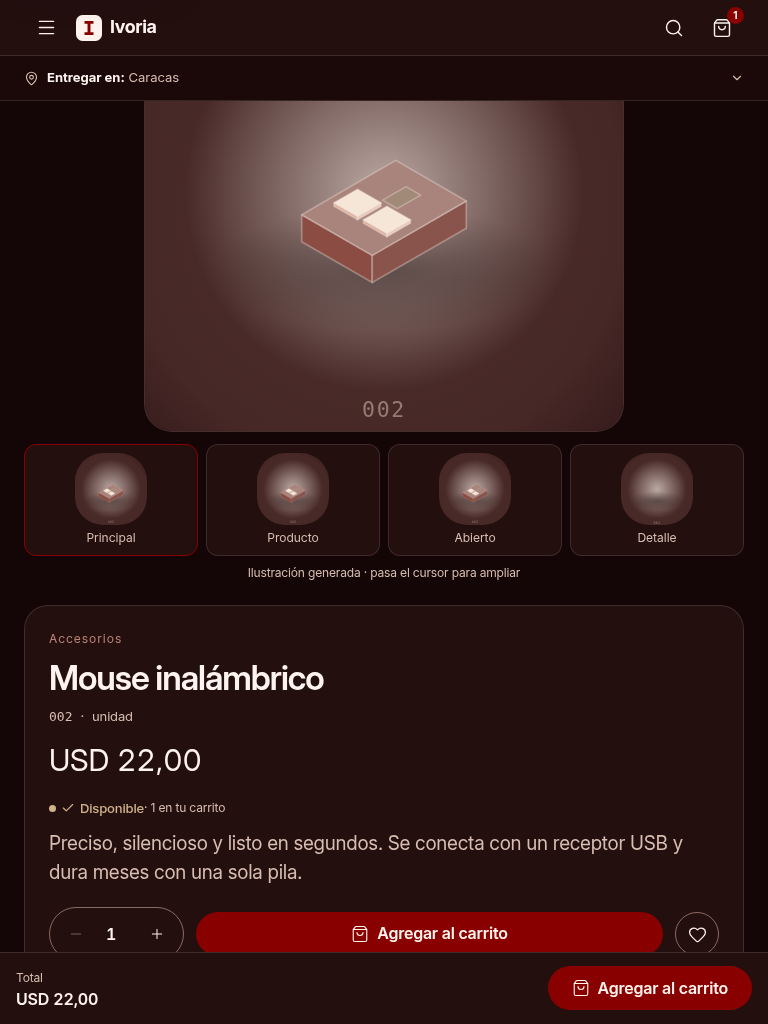 I Ivoria
1
Entregar en: Caracas
002
Principal
Producto
Abierto
Detalle
Ilustración generada · pasa el cursor para ampliar
Accesorios
Mouse inalámbrico
002 · unidad
USD 22,00
Disponible · 1 en tu carrito
Preciso, silencioso y listo en segundos. Se conecta con un receptor USB y
dura meses con una sola pila.
1
Agregar al carrito
Total
USD 22,00
Agregar al carrito